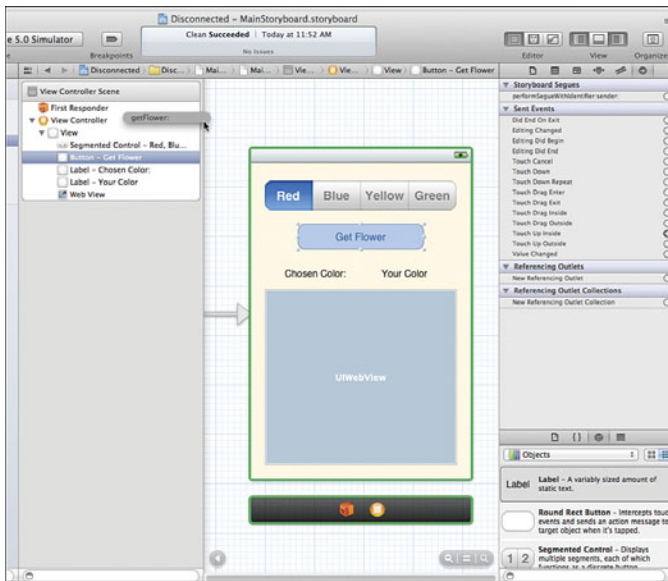 Disconnected – MainStoryboard.storyboard
e 5.0 Simulator
Clean Succeeded | Today at 11:52 AM
No Issues
Breakpoints
Editor
View
Organize
Disconnected
Disc...
Mai...
Mai...
Vie...
Vie...
View
Button – Get Flower
View Controller Scene
First Responder
View Controller
View
Segmented Control – Red, Blu...
Button – Get Flower
Label – Chosen Color:
Label – Your Color
Web View
getFlower:
Red
Blue
Yellow
Green
Get Flower
Chosen Color:
Your Color
UIWebView
Storyboard Segues
performSegueWithIdentifier:sender:
Sent Events
Did End On Exit
Editing Changed
Editing Did Begin
Editing Did End
Touch Cancel
Touch Down
Touch Down Repeat
Touch Drag Enter
Touch Drag Exit
Touch Drag Inside
Touch Drag Outside
Touch Up Inside
Touch Up Outside
Value Changed
Referencing Outlets
New Referencing Outlet
Referencing Outlet Collections
New Referencing Outlet Collection
Objects
Label
Label – A variably sized amount of
static text.
Round Rect Button – Intercepts touc
events and sends an action message to
target object when it's tapped.
1 2
Segmented Control – Displays
multiple segments, each of which
functions as a discrete button.